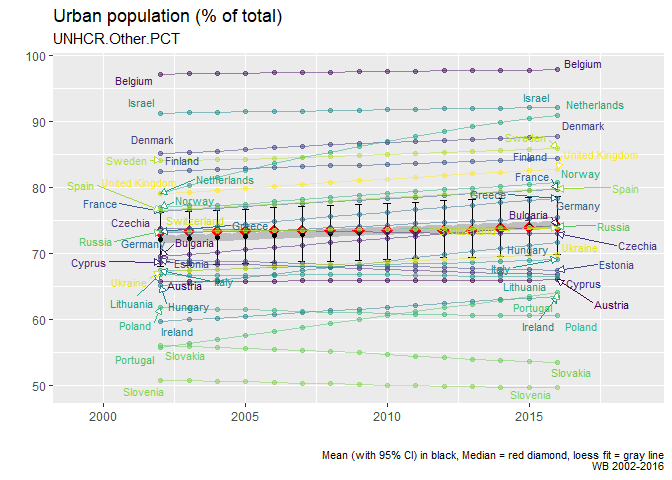 Urban population (% of total)
UNHCR.Other.PCT
100
90
80
70
60
50
Belgium
Israel
Denmark
Sweden
Finland
United Kingdom
Netherlands
Spain
France
Norway
Czechia
Switzerland
Greece
Russia
Germany
Bulgaria
Cyprus
Estonia
Ukraine
Italy
Austria
Lithuania
Hungary
Poland
Ireland
Portugal
Slovakia
Slovenia
Belgium
Israel
Netherlands
Denmark
Sweden
Finland
United Kingdom
France
Norway
Greece
Spain
Germany
Bulgaria
Russia
Czechia
Hungary
Ukraine
Italy
Estonia
Lithuania
Cyprus
Portugal
Austria
Ireland
Poland
Slovakia
Slovenia
2000
2005
2010
2015
Mean (with 95% CI) in black, Median = red diamond, loess fit = gray line
WB 2002-2016